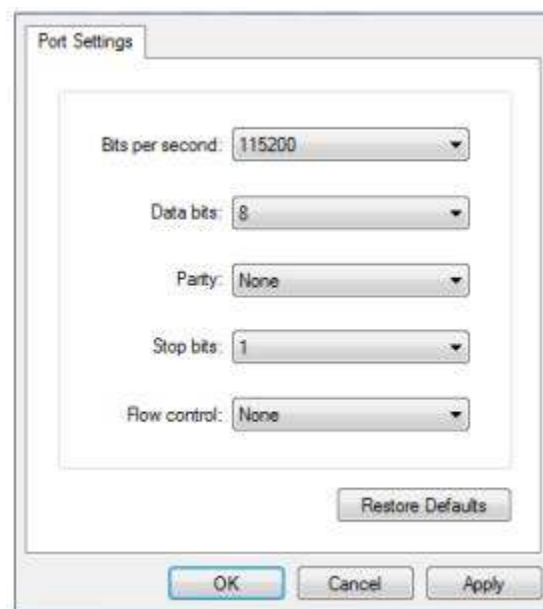 Port Settings
Bits per second: 115200
Data bits: 8
Parity: None
Stop bits: 1
Flow control: None
Restore Defaults
OK Cancel Apply